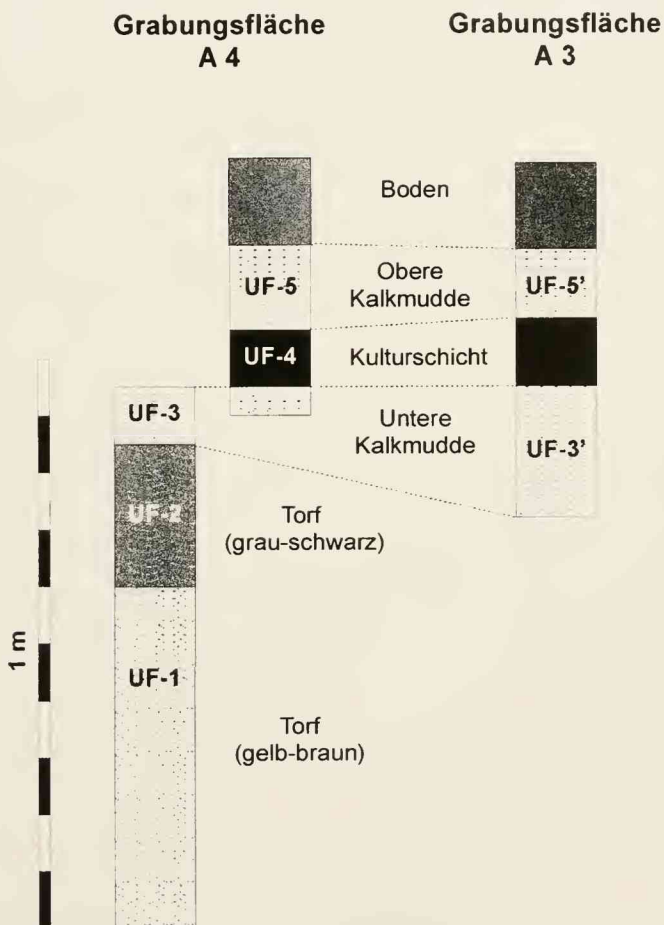 Grabungsfläche
A 4
Grabungsfläche
A 3
Boden
UF-5
Obere
Kalkmudde
UF-5'
UF-4
Kulturschicht
UF-3
Untere
Kalkmudde
UF-3'
UF-2
Torf
(grau-schwarz)
1 m
UF-1
Torf
(gelb-braun)